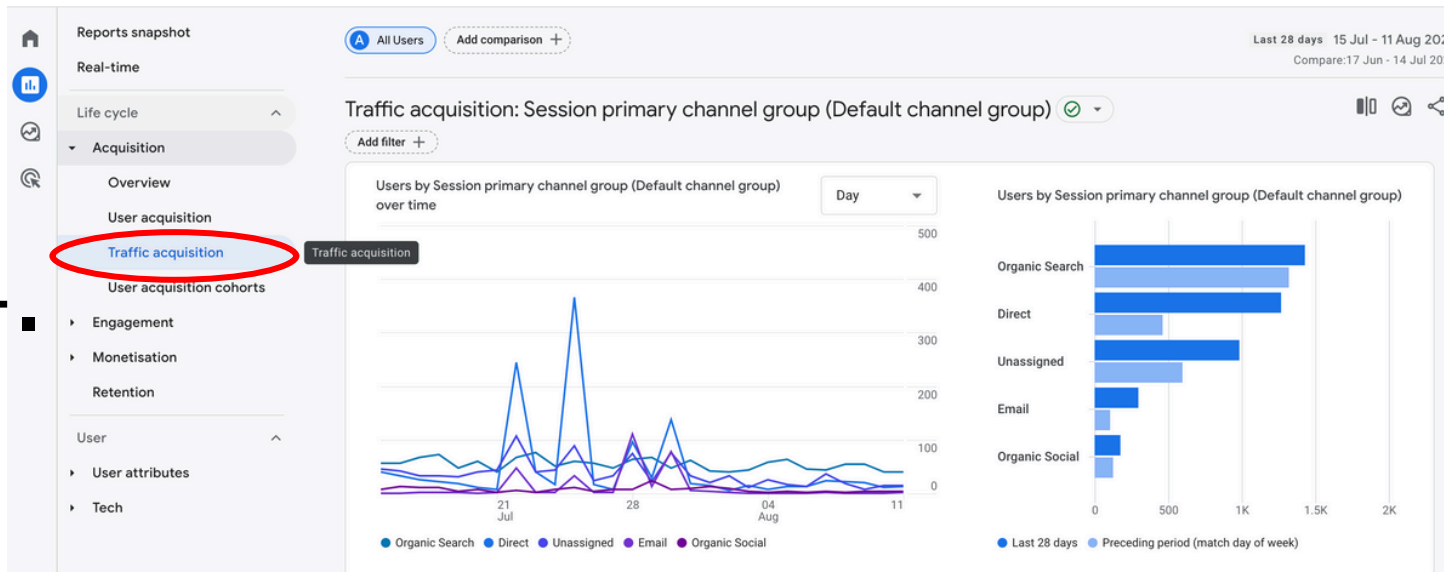 Reports snapshot
Real-time
Life cycle
Acquisition
Overview
User acquisition
Traffic acquisition
User acquisition cohorts
Engagement
Monetisation
Retention
User
User attributes
Tech
Traffic acquisition
A All Users
Add comparison +
Last 28 days 15 Jul - 11 Aug 202
Compare:17 Jun - 14 Jul 20
Traffic acquisition: Session primary channel group (Default channel group)
Add filter +
Users by Session primary channel group (Default channel group)
over time
Day
500
400
300
200
100
0
21
Jul
28
04
Aug
11
Organic Search Direct Unassigned Email Organic Social
Users by Session primary channel group (Default channel group)
Organic Search
Direct
Unassigned
Email
Organic Social
0 500 1K 1.5K 2K
Last 28 days Preceding period (match day of week)